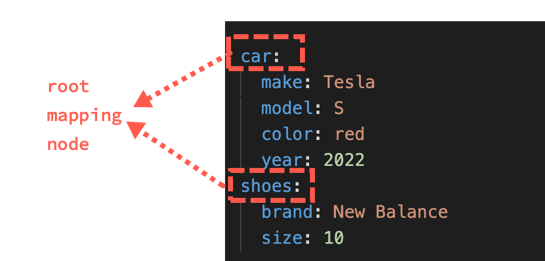 root
mapping
node
car:
make: Tesla
model: S
color: red
year: 2022
shoes:
brand: New Balance
size: 10